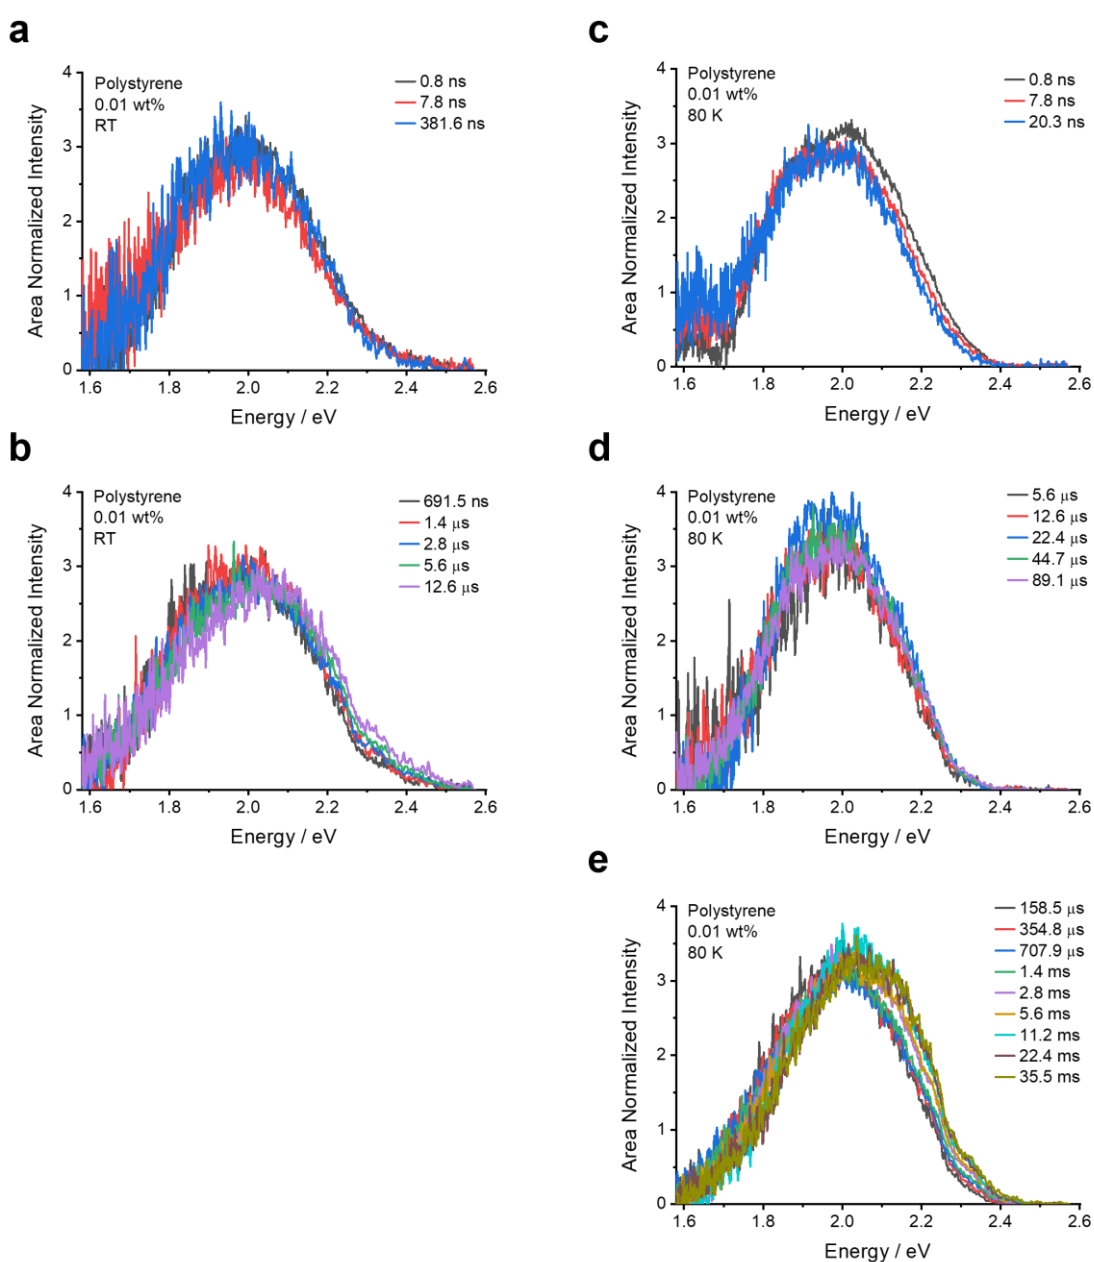 a
Polystyrene
0.01 wt%
RT
0.8 ns
7.8 ns
381.6 ns
Area Normalized Intensity
4
3
2
1
0
1.6 1.8 2.0 2.2 2.4 2.6
Energy / eV
b
Polystyrene
0.01 wt%
RT
691.5 ns
1.4 μs
2.8 μs
5.6 μs
12.6 μs
Area Normalized Intensity
4
3
2
1
0
1.6 1.8 2.0 2.2 2.4 2.6
Energy / eV
c
Polystyrene
0.01 wt%
80 K
0.8 ns
7.8 ns
20.3 ns
Area Normalized Intensity
4
3
2
1
0
1.6 1.8 2.0 2.2 2.4 2.6
Energy / eV
d
Polystyrene
0.01 wt%
80 K
5.6 μs
12.6 μs
22.4 μs
44.7 μs
89.1 μs
Area Normalized Intensity
4
3
2
1
0
1.6 1.8 2.0 2.2 2.4 2.6
Energy / eV
e
Polystyrene
0.01 wt%
80 K
158.5 μs
354.8 μs
707.9 μs
1.4 ms
2.8 ms
5.6 ms
11.2 ms
22.4 ms
35.5 ms
Area Normalized Intensity
4
3
2
1
0
1.6 1.8 2.0 2.2 2.4 2.6
Energy / eV